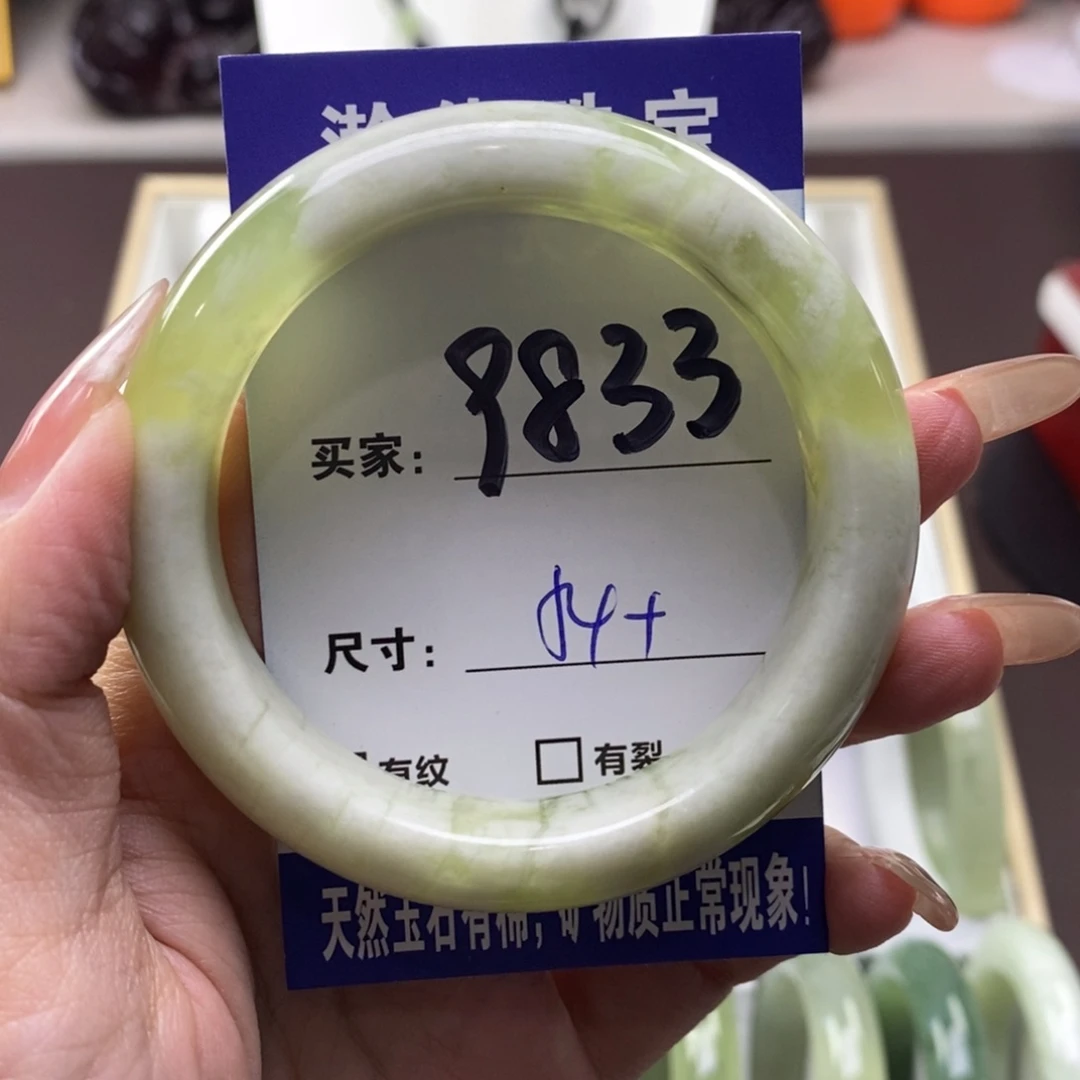 买家: 9833
尺寸: 54+
有纹 □ 有裂
天然玉石有棉，矿物质正常现象!